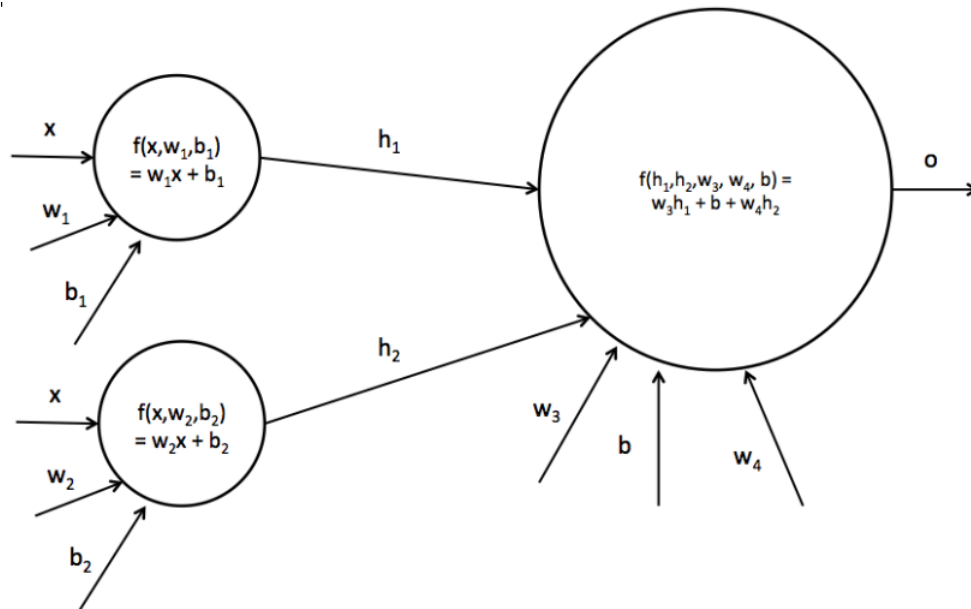 x
f(x,w₁,b₁)
= w₁x + b₁
w₁
b₁
h₁
f(h₁,h₂,w₃, w₄, b) =
w₃h₁ + b + w₄h₂
o
x
f(x,w₂,b₂)
= w₂x + b₂
w₂
b₂
h₂
w₃
b
w₄